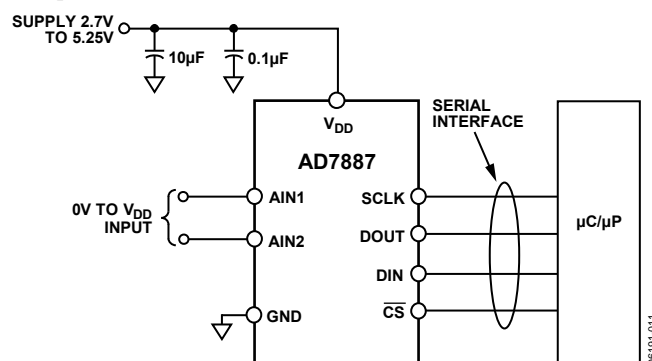 SUPPLY 2.7V
TO 5.25V
10µF
0.1µF
VDD
SERIAL
INTERFACE
AD7887
0V TO VDD
INPUT
AIN1
AIN2
GND
SCLK
DOUT
DIN
CS
µC/µP